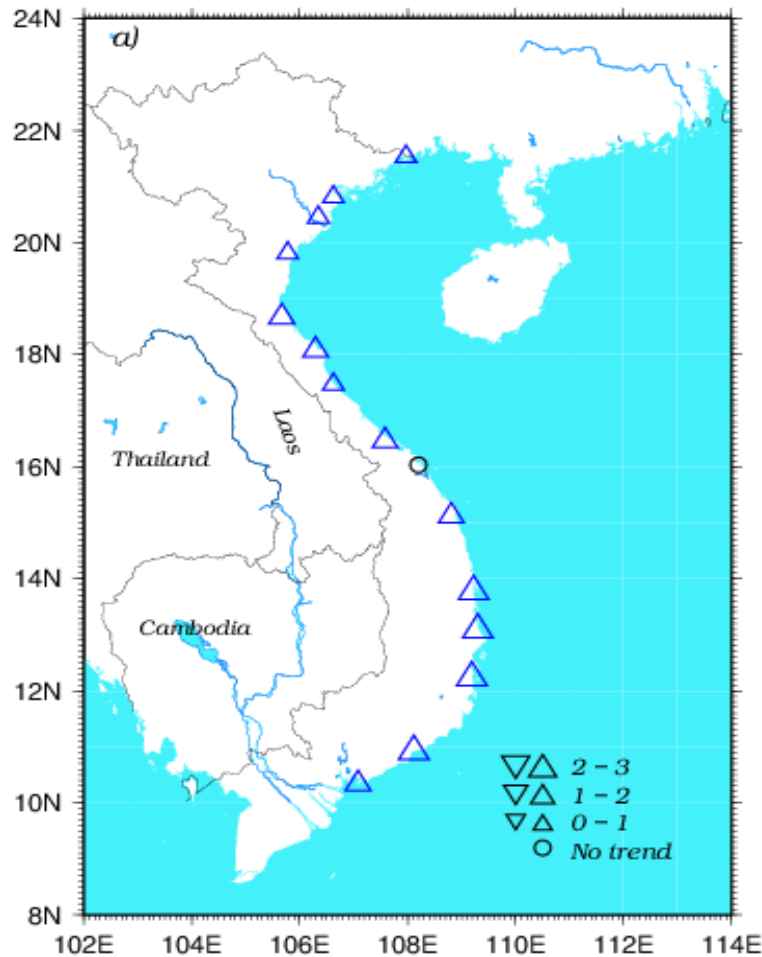 24N
a)
22N
20N
18N
Laos
Thailand
16N
14N
Cambodia
12N
2 – 3
1 – 2
10N
0 – 1
No trend
8N
102E 104E 106E 108E 110E 112E 114E